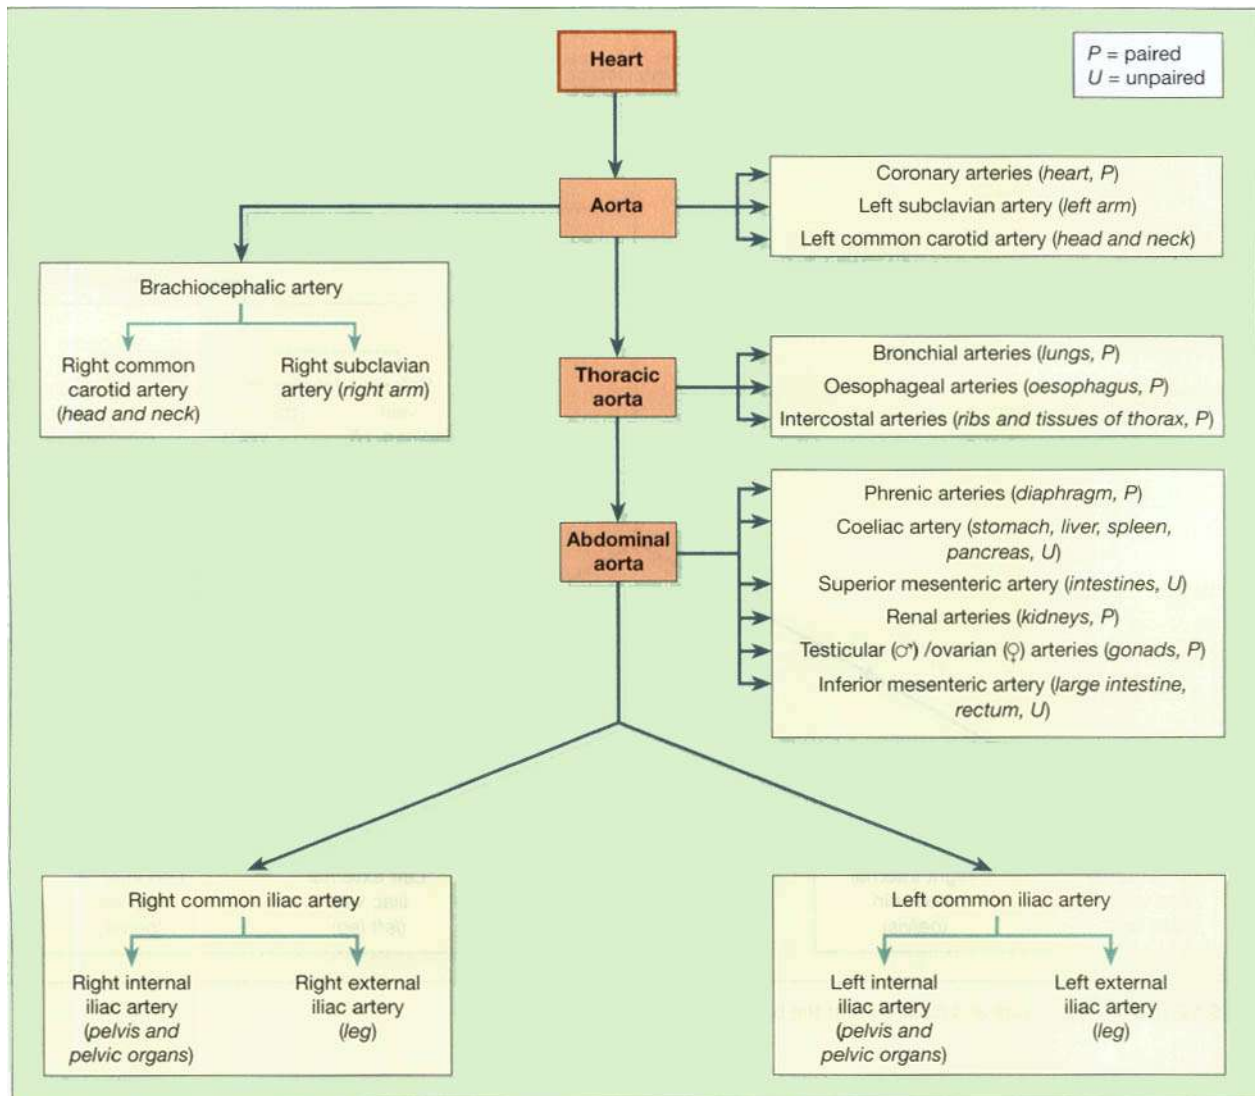 Heart
P = paired
U = unpaired
Aorta
Coronary arteries (heart, P)
Left subclavian artery (left arm)
Left common carotid artery (head and neck)
Brachiocephalic artery
Right common
carotid artery
(head and neck)
Right subclavian
artery (right arm)
Thoracic
aorta
Bronchial arteries (lungs, P)
Oesophageal arteries (oesophagus, P)
Intercostal arteries (ribs and tissues of thorax, P)
Abdominal
aorta
Phrenic arteries (diaphragm, P)
Coeliac artery (stomach, liver, spleen,
pancreas, U)
Superior mesenteric artery (intestines, U)
Renal arteries (kidneys, P)
Testicular (♂) /ovarian (♀) arteries (gonads, P)
Inferior mesenteric artery (large intestine,
rectum, U)
Right common iliac artery
Right internal
iliac artery
(pelvis and
pelvic organs)
Right external
iliac artery
(leg)
Left common iliac artery
Left internal
iliac artery
(pelvis and
pelvic organs)
Left external
iliac artery
(leg)